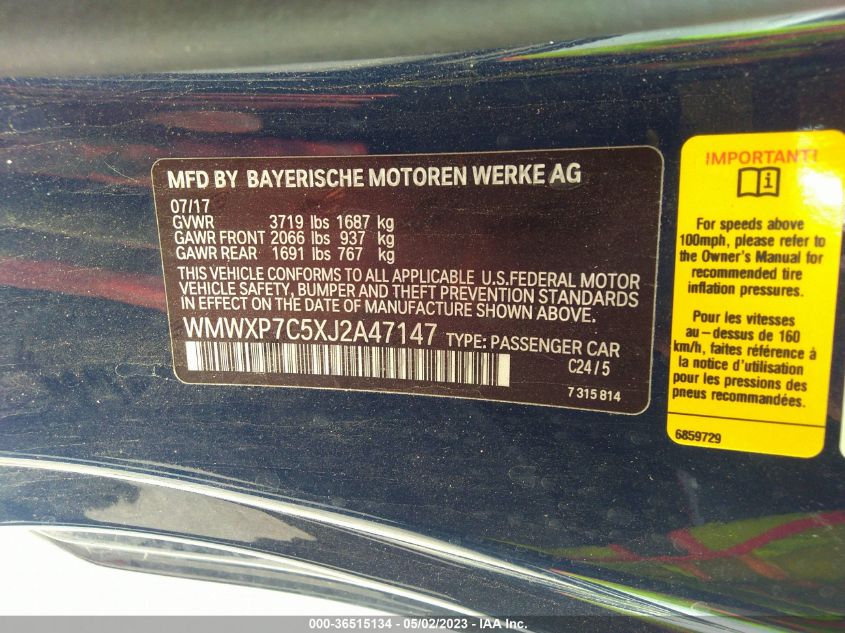 MFD BY BAYERISCHE MOTOREN WERKE AG
07/17
GVWR 3719 lbs 1687 kg
GAWR FRONT 2066 lbs 937 kg
GAWR REAR 1691 lbs 767 kg
THIS VEHICLE CONFORMS TO ALL APPLICABLE U.S.FEDERAL MOTOR
VEHICLE SAFETY, BUMPER AND THEFT PREVENTION STANDARDS
IN EFFECT ON THE DATE OF MANUFACTURE SHOWN ABOVE.
WMWXP7C5XJ2A47147 TYPE: PASSENGER CAR
C24/5
7 315 814
IMPORTANT!
For speeds above
100mph, please refer to
the Owner's Manual for
recommended tire
inflation pressures.
Pour les vitesses
au-dessus de 160
km/h, faites référence à
la notice d'utilisation
pour les pressions des
pneus recommandées.
6859729
000-36515134 - 05/02/2023 - IAA Inc.